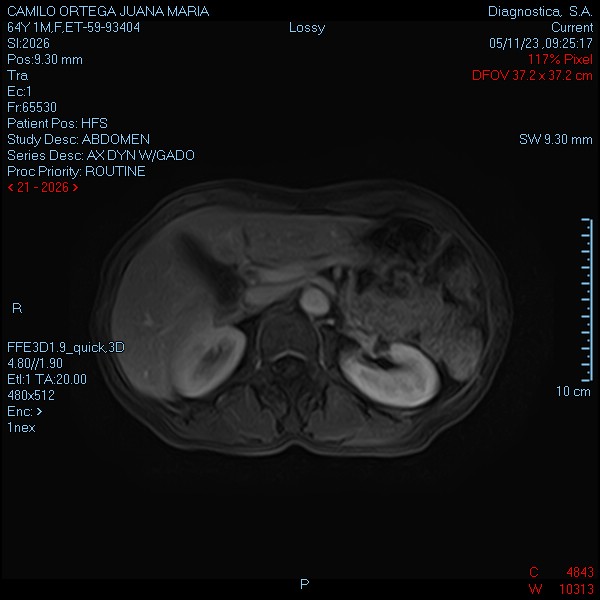 CAMILO ORTEGA JUANA MARIA
64Y 1M,F,ET-59-93404
SI:2026
Pos:9.30 mm
Tra
Ec:1
Fr:65530
Patient Pos: HFS
Study Desc: ABDOMEN
Series Desc: AX DYN W/GADO
Proc Priority: ROUTINE
< 21 - 2026 >
Lossy
Diagnostica, S.A.
Current
05/11/23 ,09:25:17
117% Pixel
DFOV 37.2 x 37.2 cm
SW 9.30 mm
R
FFE3D1.9_quick,3D
4.80//1.90
Etl:1 TA:20.00
480x512
Enc: >
1nex
10 cm
P
C 4843
W 10313